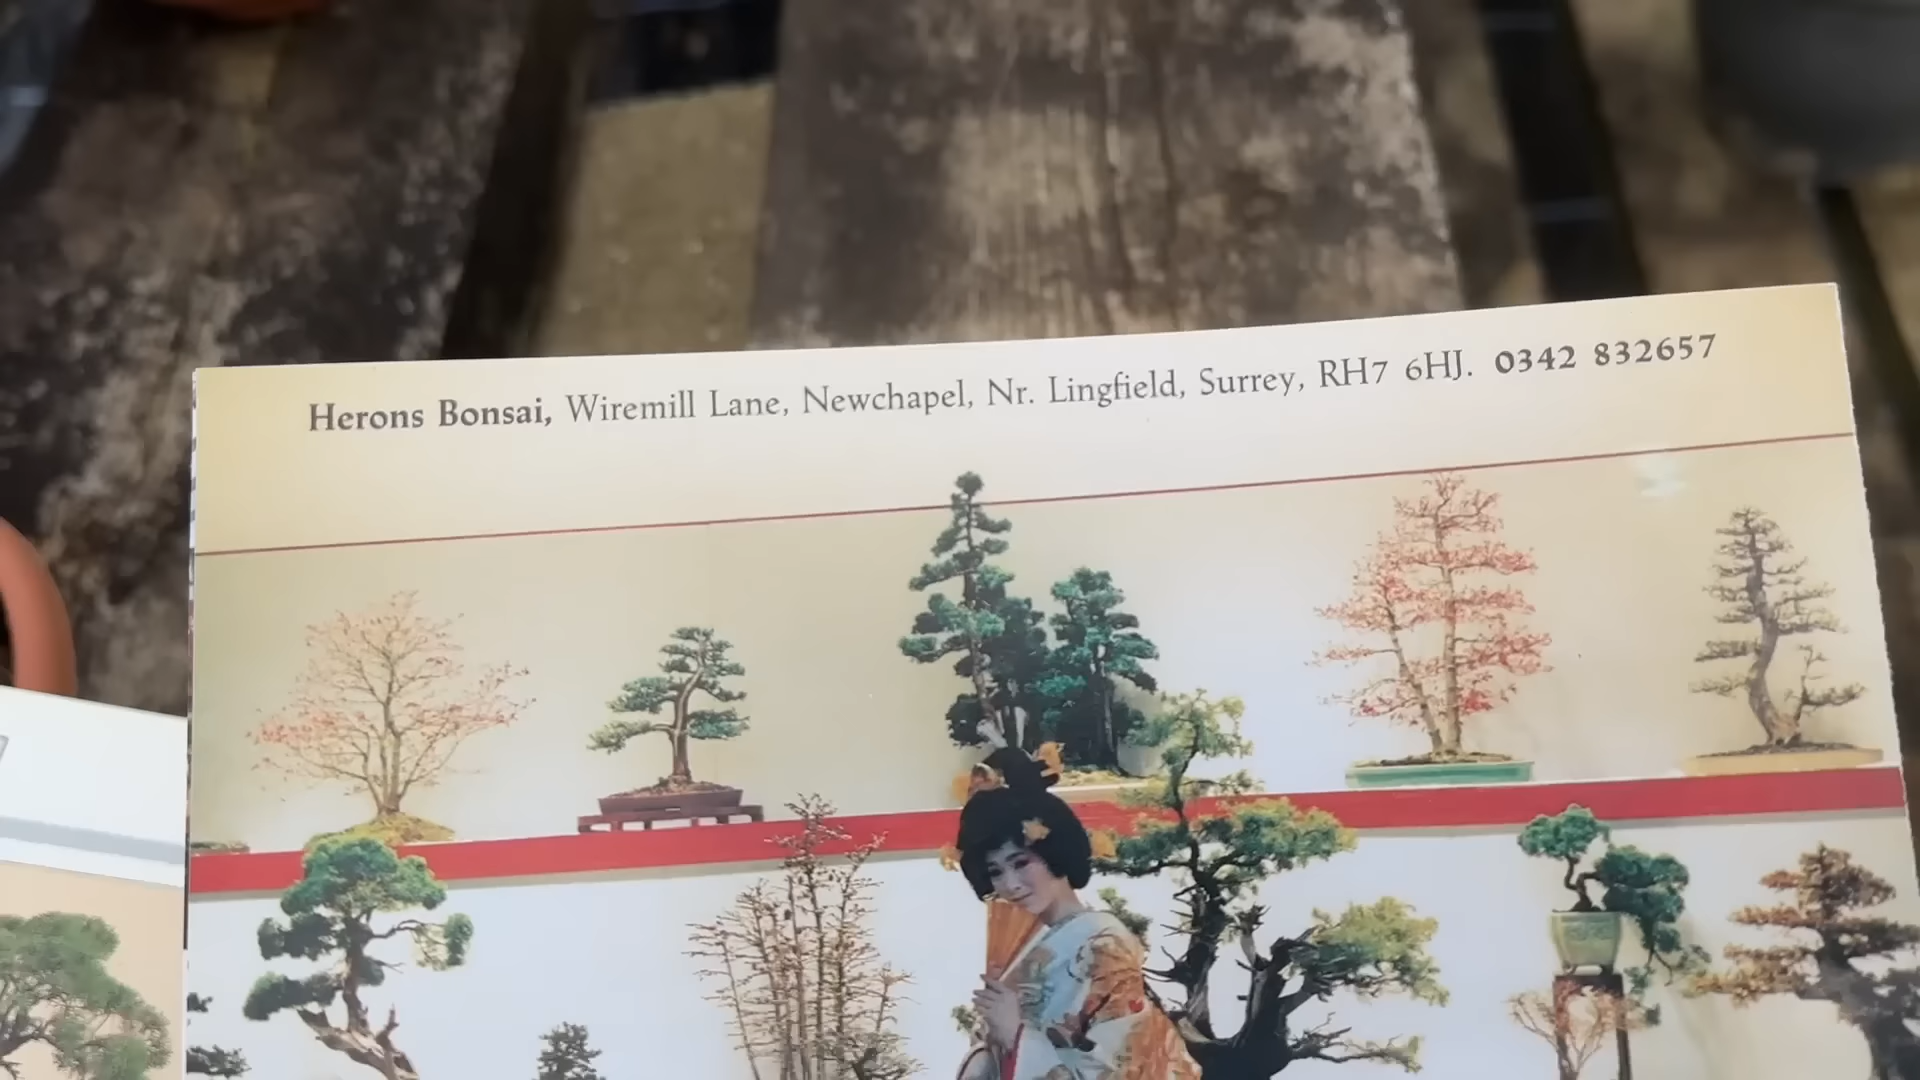 Herons Bonsai, Wiremill Lane, Newchapel, Nr. Lingfield, Surrey, RH7 6HJ. 0342 832657